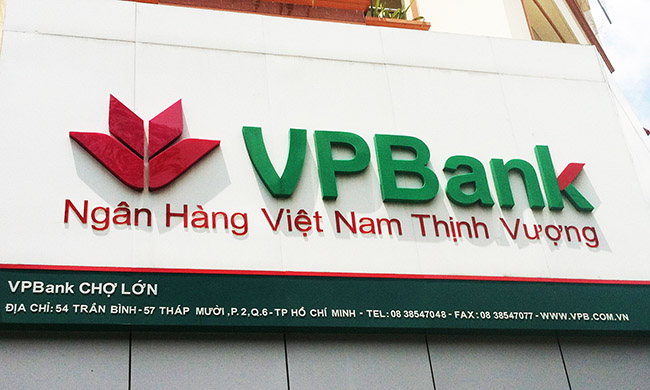 VPBank
Ngân Hàng Việt Nam Thịnh Vượng
VPBank CHỢ LỚN
ĐỊA CHỈ: 54 TRẦN BÌNH - 57 THÁP MƯỜI ,P.2,Q.6 -TP HỒ CHÍ MINH - TEL: 08 38547048 - FAX: 08 38547077 - WWW.VPB.COM.VN